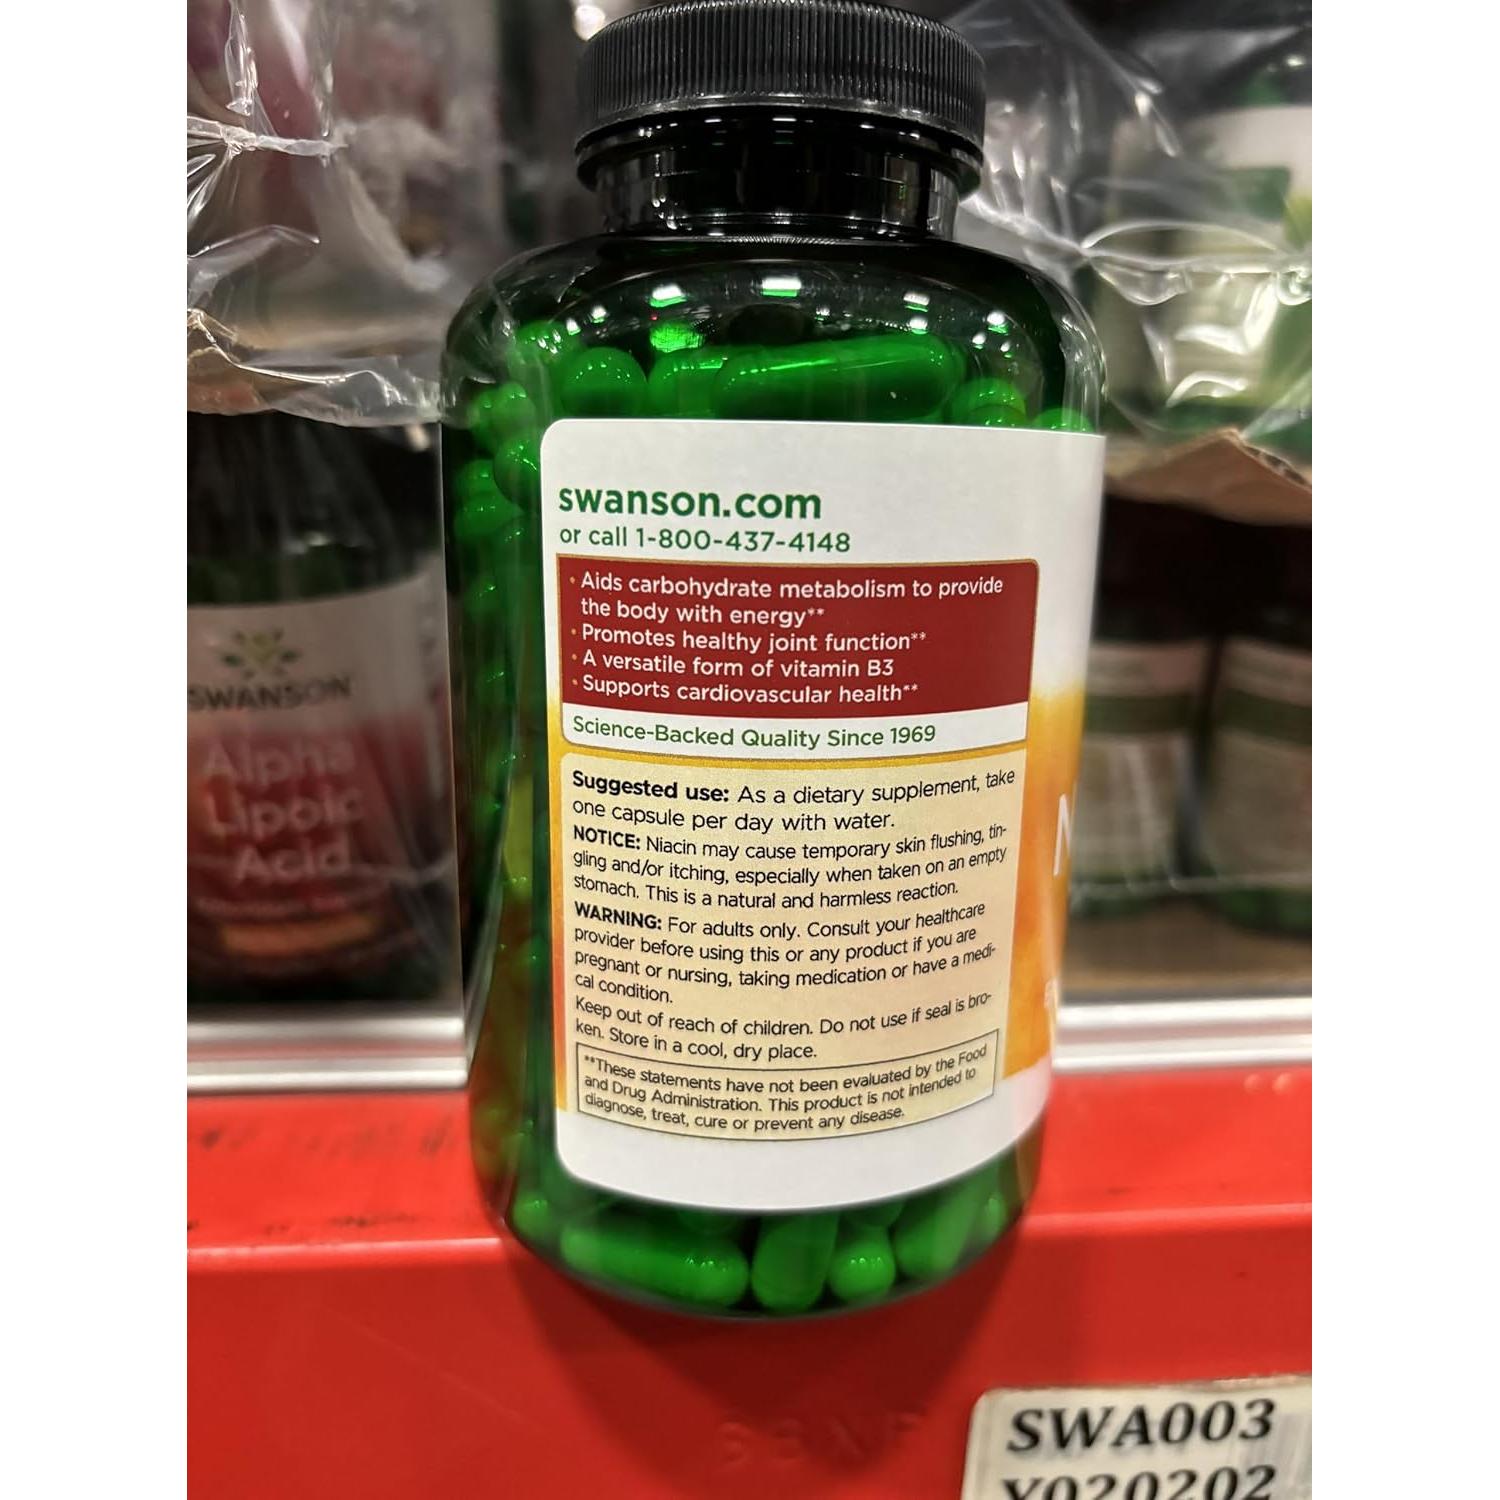 swanson.com
or call 1-800-437-4148
· Aids carbohydrate metabolism to provide
the body with energy**
· Promotes healthy joint function**
· A versatile form of vitamin B3
· Supports cardiovascular health**
Science-Backed Quality Since 1969
Suggested use: As a dietary supplement, take
one capsule per day with water.
NOTICE: Niacin may cause temporary skin flushing, tin-
gling and/or itching, especially when taken on an empty
stomach. This is a natural and harmless reaction.
WARNING: For adults only. Consult your healthcare
provider before using this or any product if you are
pregnant or nursing, taking medication or have a medi-
cal condition.
Keep out of reach of children. Do not use if seal is bro-
ken. Store in a cool, dry place.
**These statements have not been evaluated by the Food
and Drug Administration. This product is not intended to
diagnose, treat, cure or prevent any disease.
SWANSON
Alpha
Lipoic
Acid
SWA003
Y020202